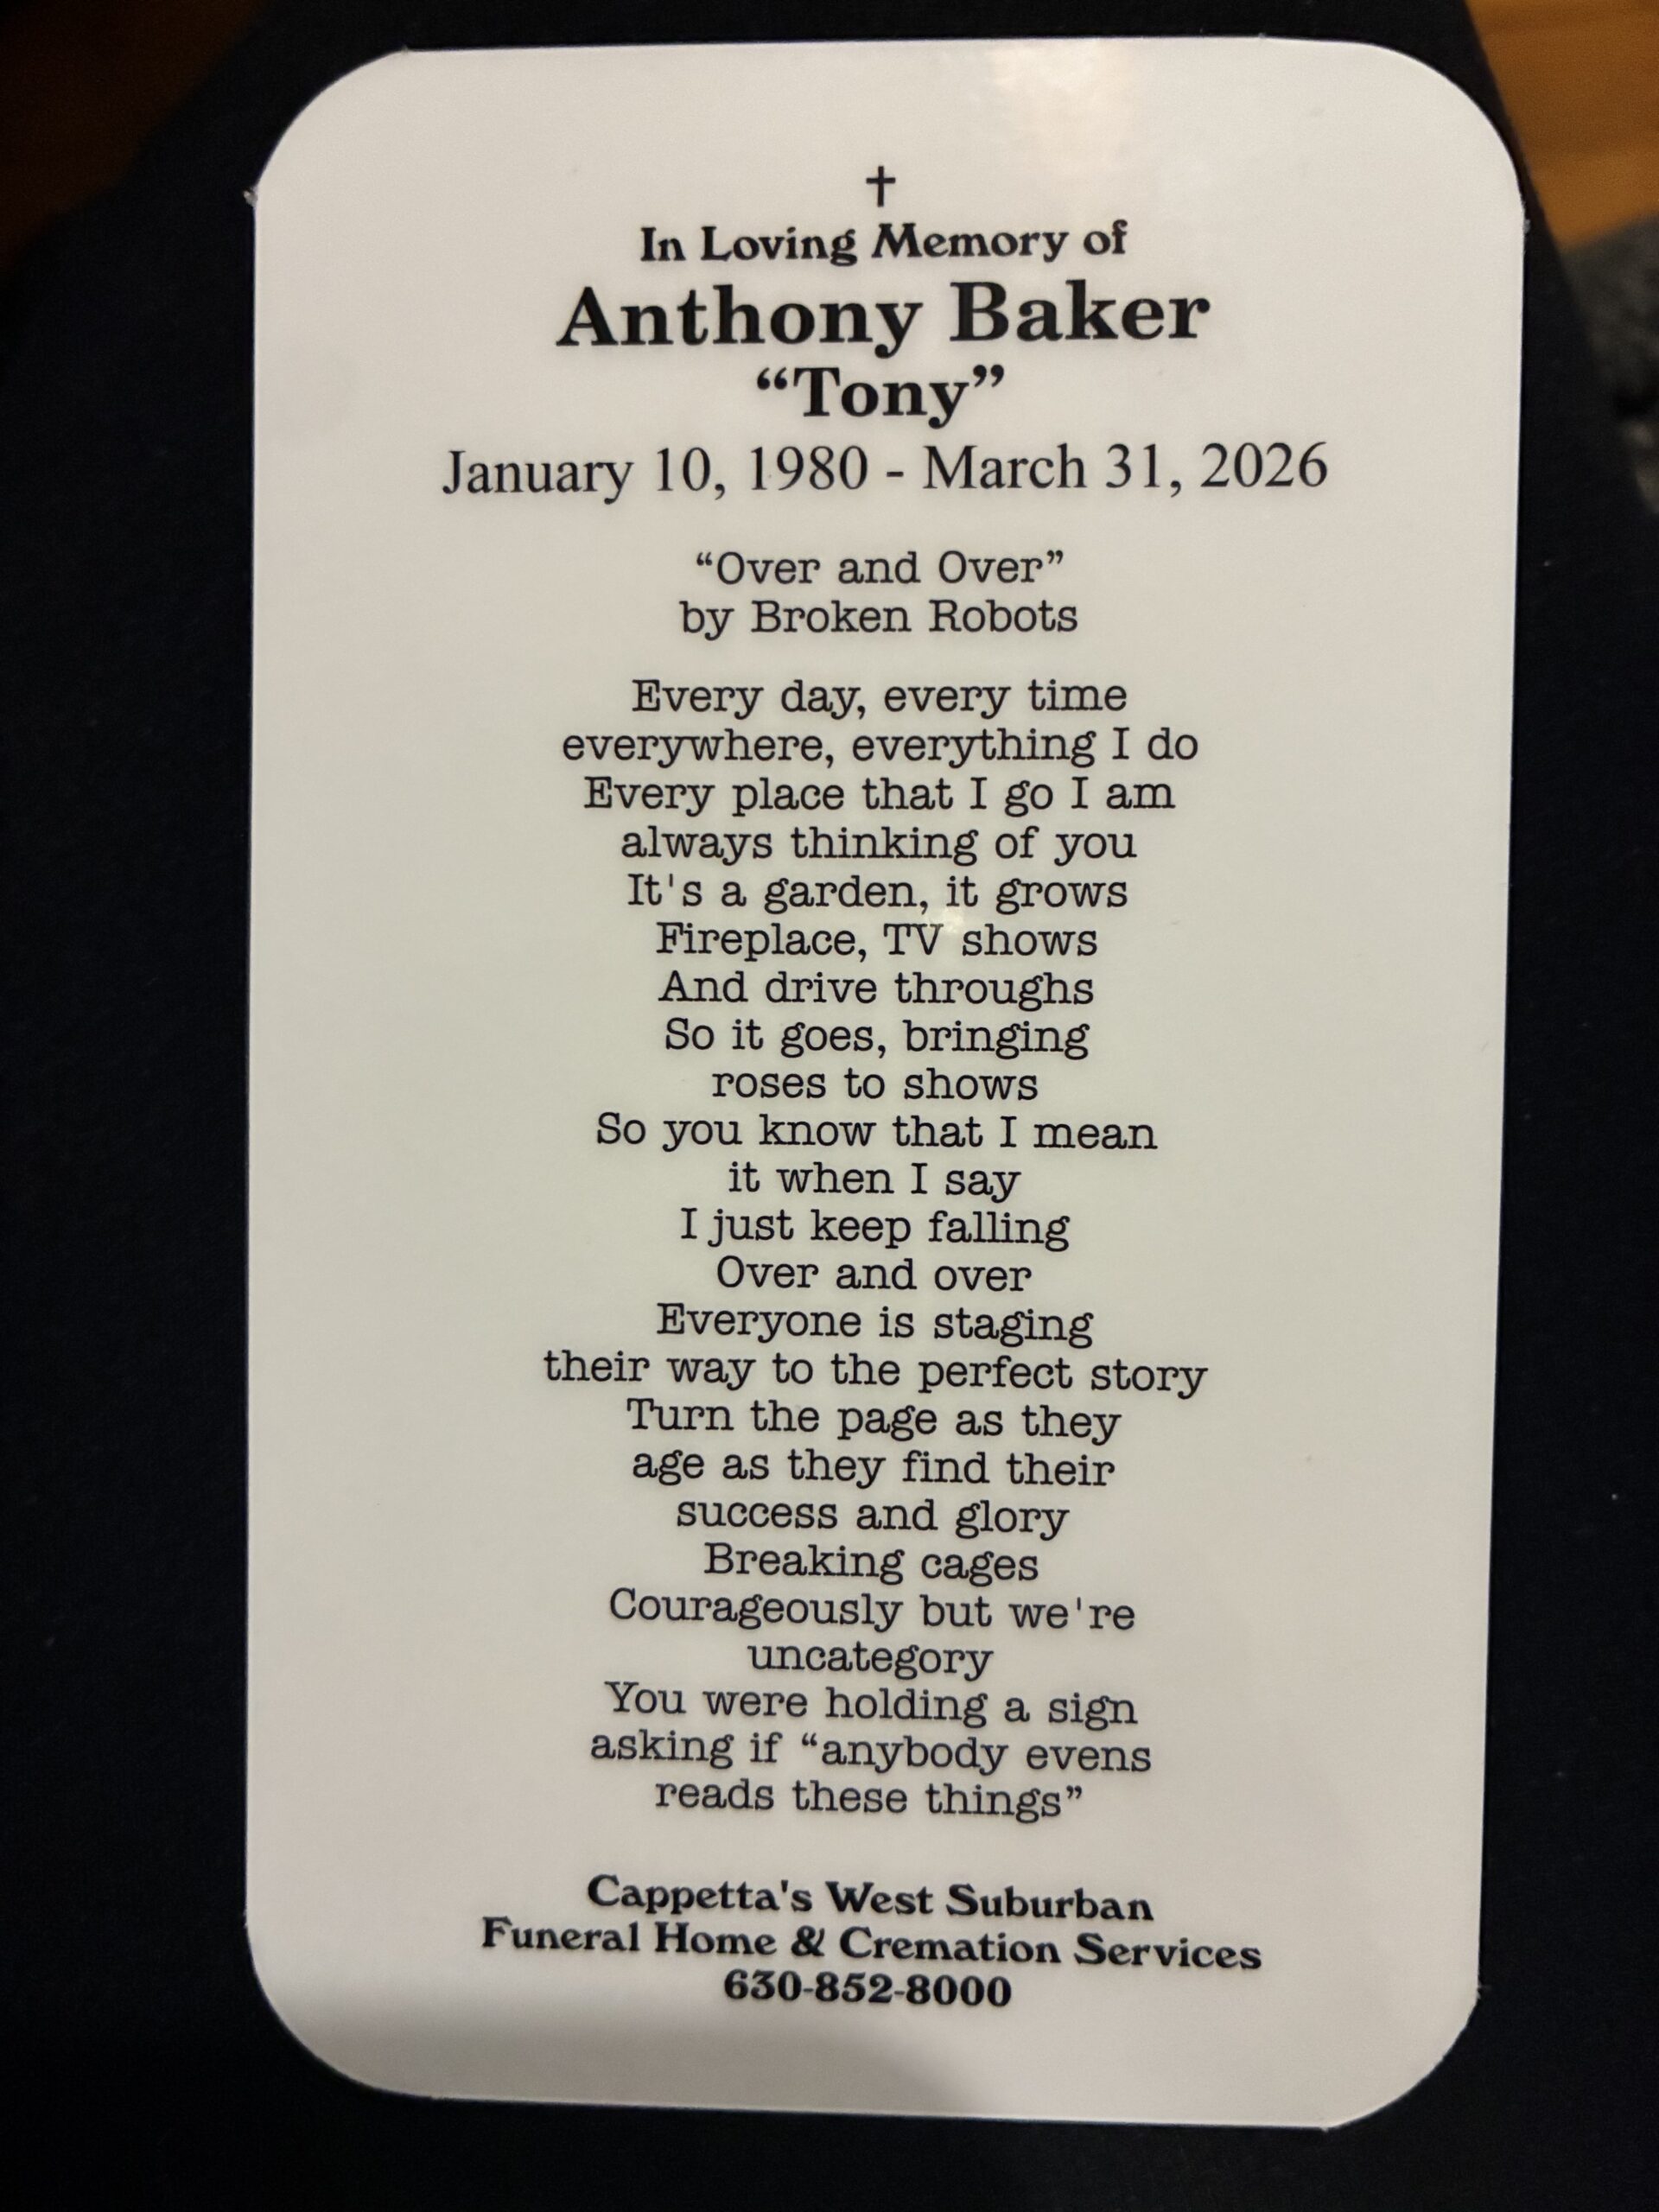 †
In Loving Memory of
Anthony Baker
“Tony”
January 10, 1980 - March 31, 2026
“Over and Over”
by Broken Robots
Every day, every time
everywhere, everything I do
Every place that I go I am
always thinking of you
It's a garden, it grows
Fireplace, TV shows
And drive throughs
So it goes, bringing
roses to shows
So you know that I mean
it when I say
I just keep falling
Over and over
Everyone is staging
their way to the perfect story
Turn the page as they
age as they find their
success and glory
Breaking cages
Courageously but we're
uncategory
You were holding a sign
asking if “anybody evens
reads these things”
Cappetta's West Suburban
Funeral Home & Cremation Services
630-852-8000